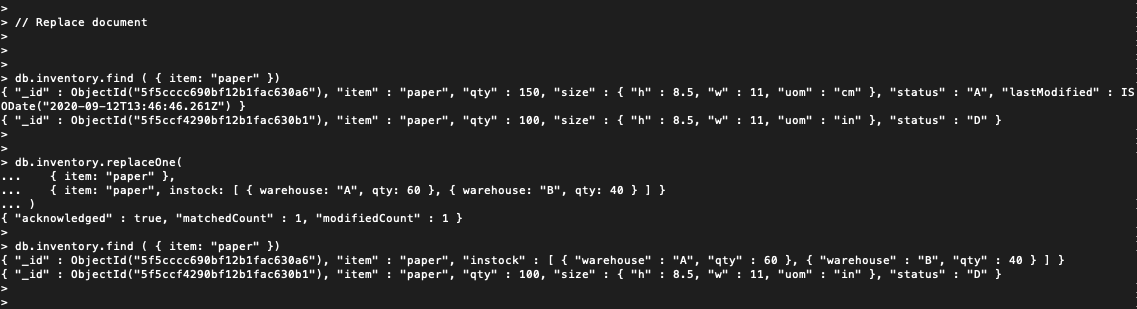 >
> // Replace document
>
>
>
> db.inventory.find ( { item: "paper" })
{ "_id" : ObjectId("5f5cccc690bf12b1fac630a6"), "item" : "paper", "qty" : 150, "size" : { "h" : 8.5, "w" : 11, "uom" : "cm" }, "status" : "A", "lastModified" : IS
ODate("2020-09-12T13:46:46.261Z") }
{ "_id" : ObjectId("5f5ccf4290bf12b1fac630b1"), "item" : "paper", "qty" : 100, "size" : { "h" : 8.5, "w" : 11, "uom" : "in" }, "status" : "D" }
>
>
> db.inventory.replaceOne(
...    { item: "paper" },
...    { item: "paper", instock: [ { warehouse: "A", qty: 60 }, { warehouse: "B", qty: 40 } ] }
... )
{ "acknowledged" : true, "matchedCount" : 1, "modifiedCount" : 1 }
>
> db.inventory.find ( { item: "paper" })
{ "_id" : ObjectId("5f5cccc690bf12b1fac630a6"), "item" : "paper", "instock" : [ { "warehouse" : "A", "qty" : 60 }, { "warehouse" : "B", "qty" : 40 } ] }
{ "_id" : ObjectId("5f5ccf4290bf12b1fac630b1"), "item" : "paper", "qty" : 100, "size" : { "h" : 8.5, "w" : 11, "uom" : "in" }, "status" : "D" }
>
>